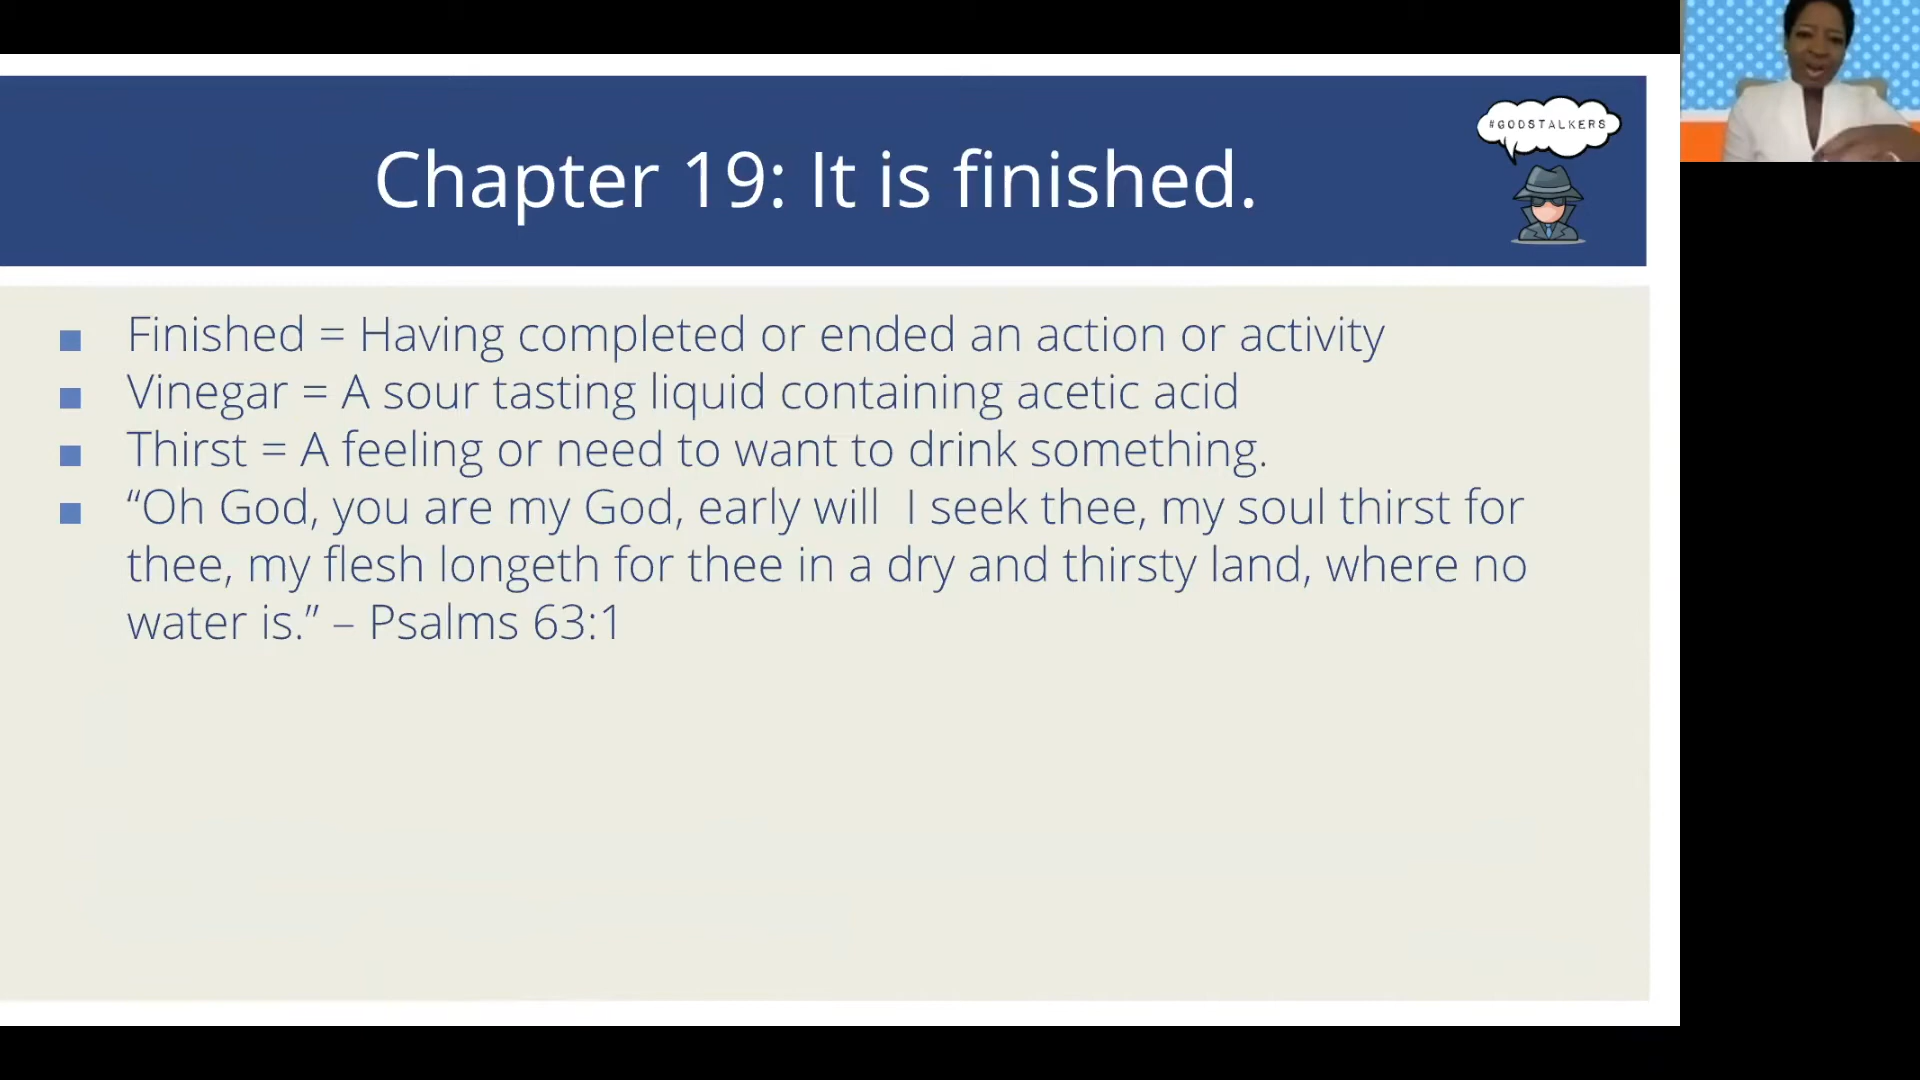 Chapter 19: It is finished.
#GODSTALKERS
Finished = Having completed or ended an action or activity
Vinegar = A sour tasting liquid containing acetic acid
Thirst = A feeling or need to want to drink something.
“Oh God, you are my God, early will I seek thee, my soul thirst for
thee, my flesh longeth for thee in a dry and thirsty land, where no
water is.” – Psalms 63:1